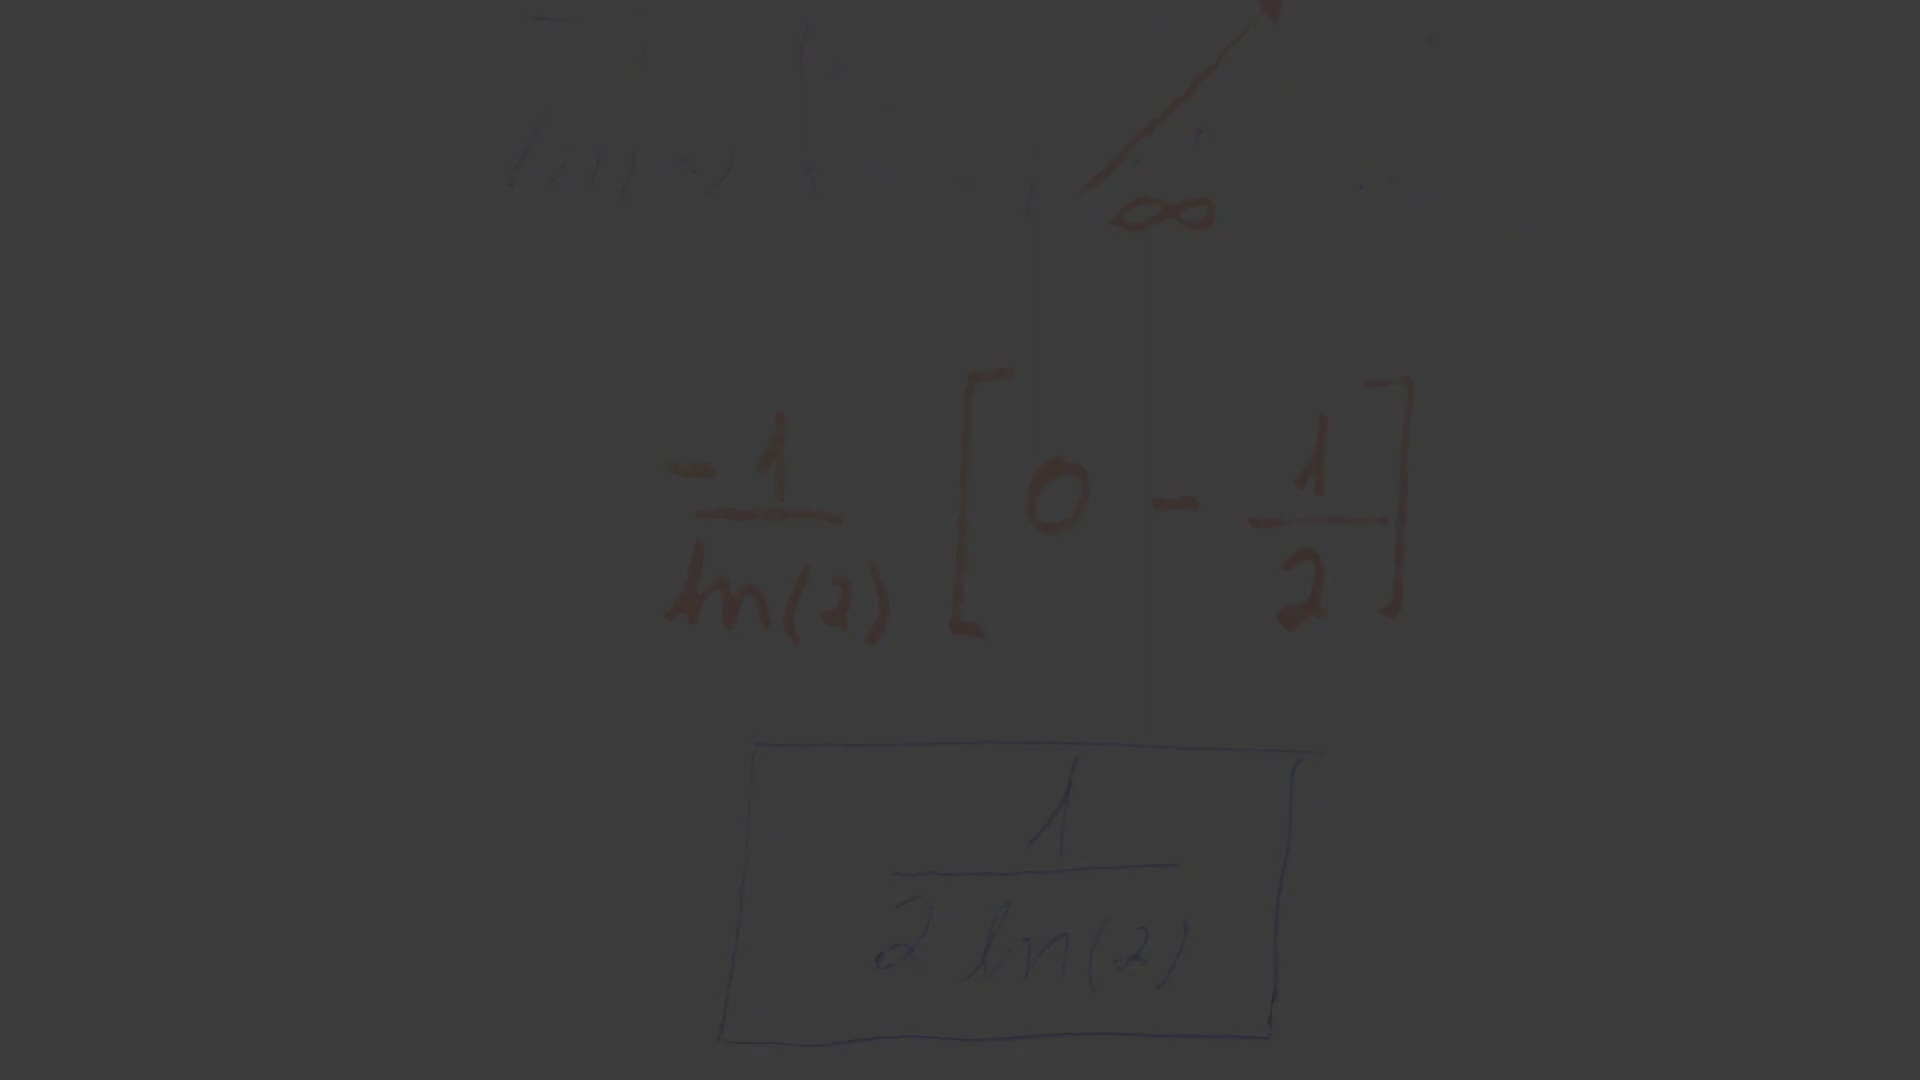 ∞
-1/ln(2) [0 - 1/2]
1/(2 ln(2))